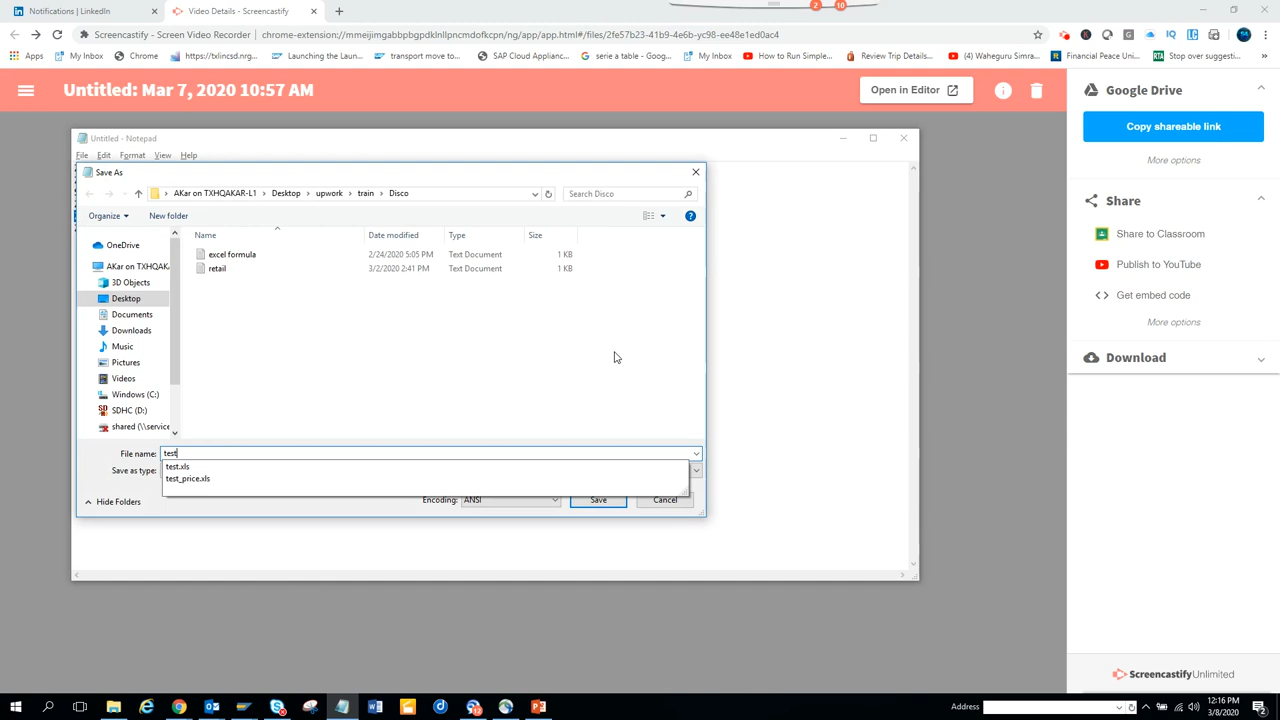 Notifications | LinkedIn
Video Details - Screencastify
2
10
Screencastify - Screen Video Recorder
chrome-extension://mmeijimgabbpbgpdklnllpncmdofkcpn/ng/app/app.html#/files/2fe57b23-41b9-4e6b-yc98-ee48e1ed0ac4
Apps
My Inbox
Chrome
https://txlincsd.nrg...
Launching the Laun...
transport move to...
SAP Cloud Applianc...
serie a table - Goog...
My Inbox
How to Run Simple...
Review Trip Details...
(4) Waheguru Simra...
Financial Peace Uni...
Stop over suggesti...
Untitled: Mar 7, 2020 10:57 AM
Open in Editor
Google Drive
Copy shareable link
More options
Share
Share to Classroom
Publish to YouTube
Get embed code
More options
Download
Untitled - Notepad
File Edit Format View Help
Save As
AKar on TXHQAKAR-L1 > Desktop > upwork > train > Disco
Search Disco
Organize
New folder
Name
Date modified
Type
Size
excel formula
2/24/2020 5:05 PM
Text Document
1 KB
retail
3/2/2020 2:41 PM
Text Document
1 KB
OneDrive
AKar on TXHQAK
3D Objects
Desktop
Documents
Downloads
Music
Pictures
Videos
Windows (C:)
SDHC (D:)
shared (\\service
File name: test
test.xls
Save as type:
test_price.xls
Hide Folders
Encoding: ANSI
Save
Cancel
Screencastify Unlimited
Address
12:16 PM
3/8/2020
2